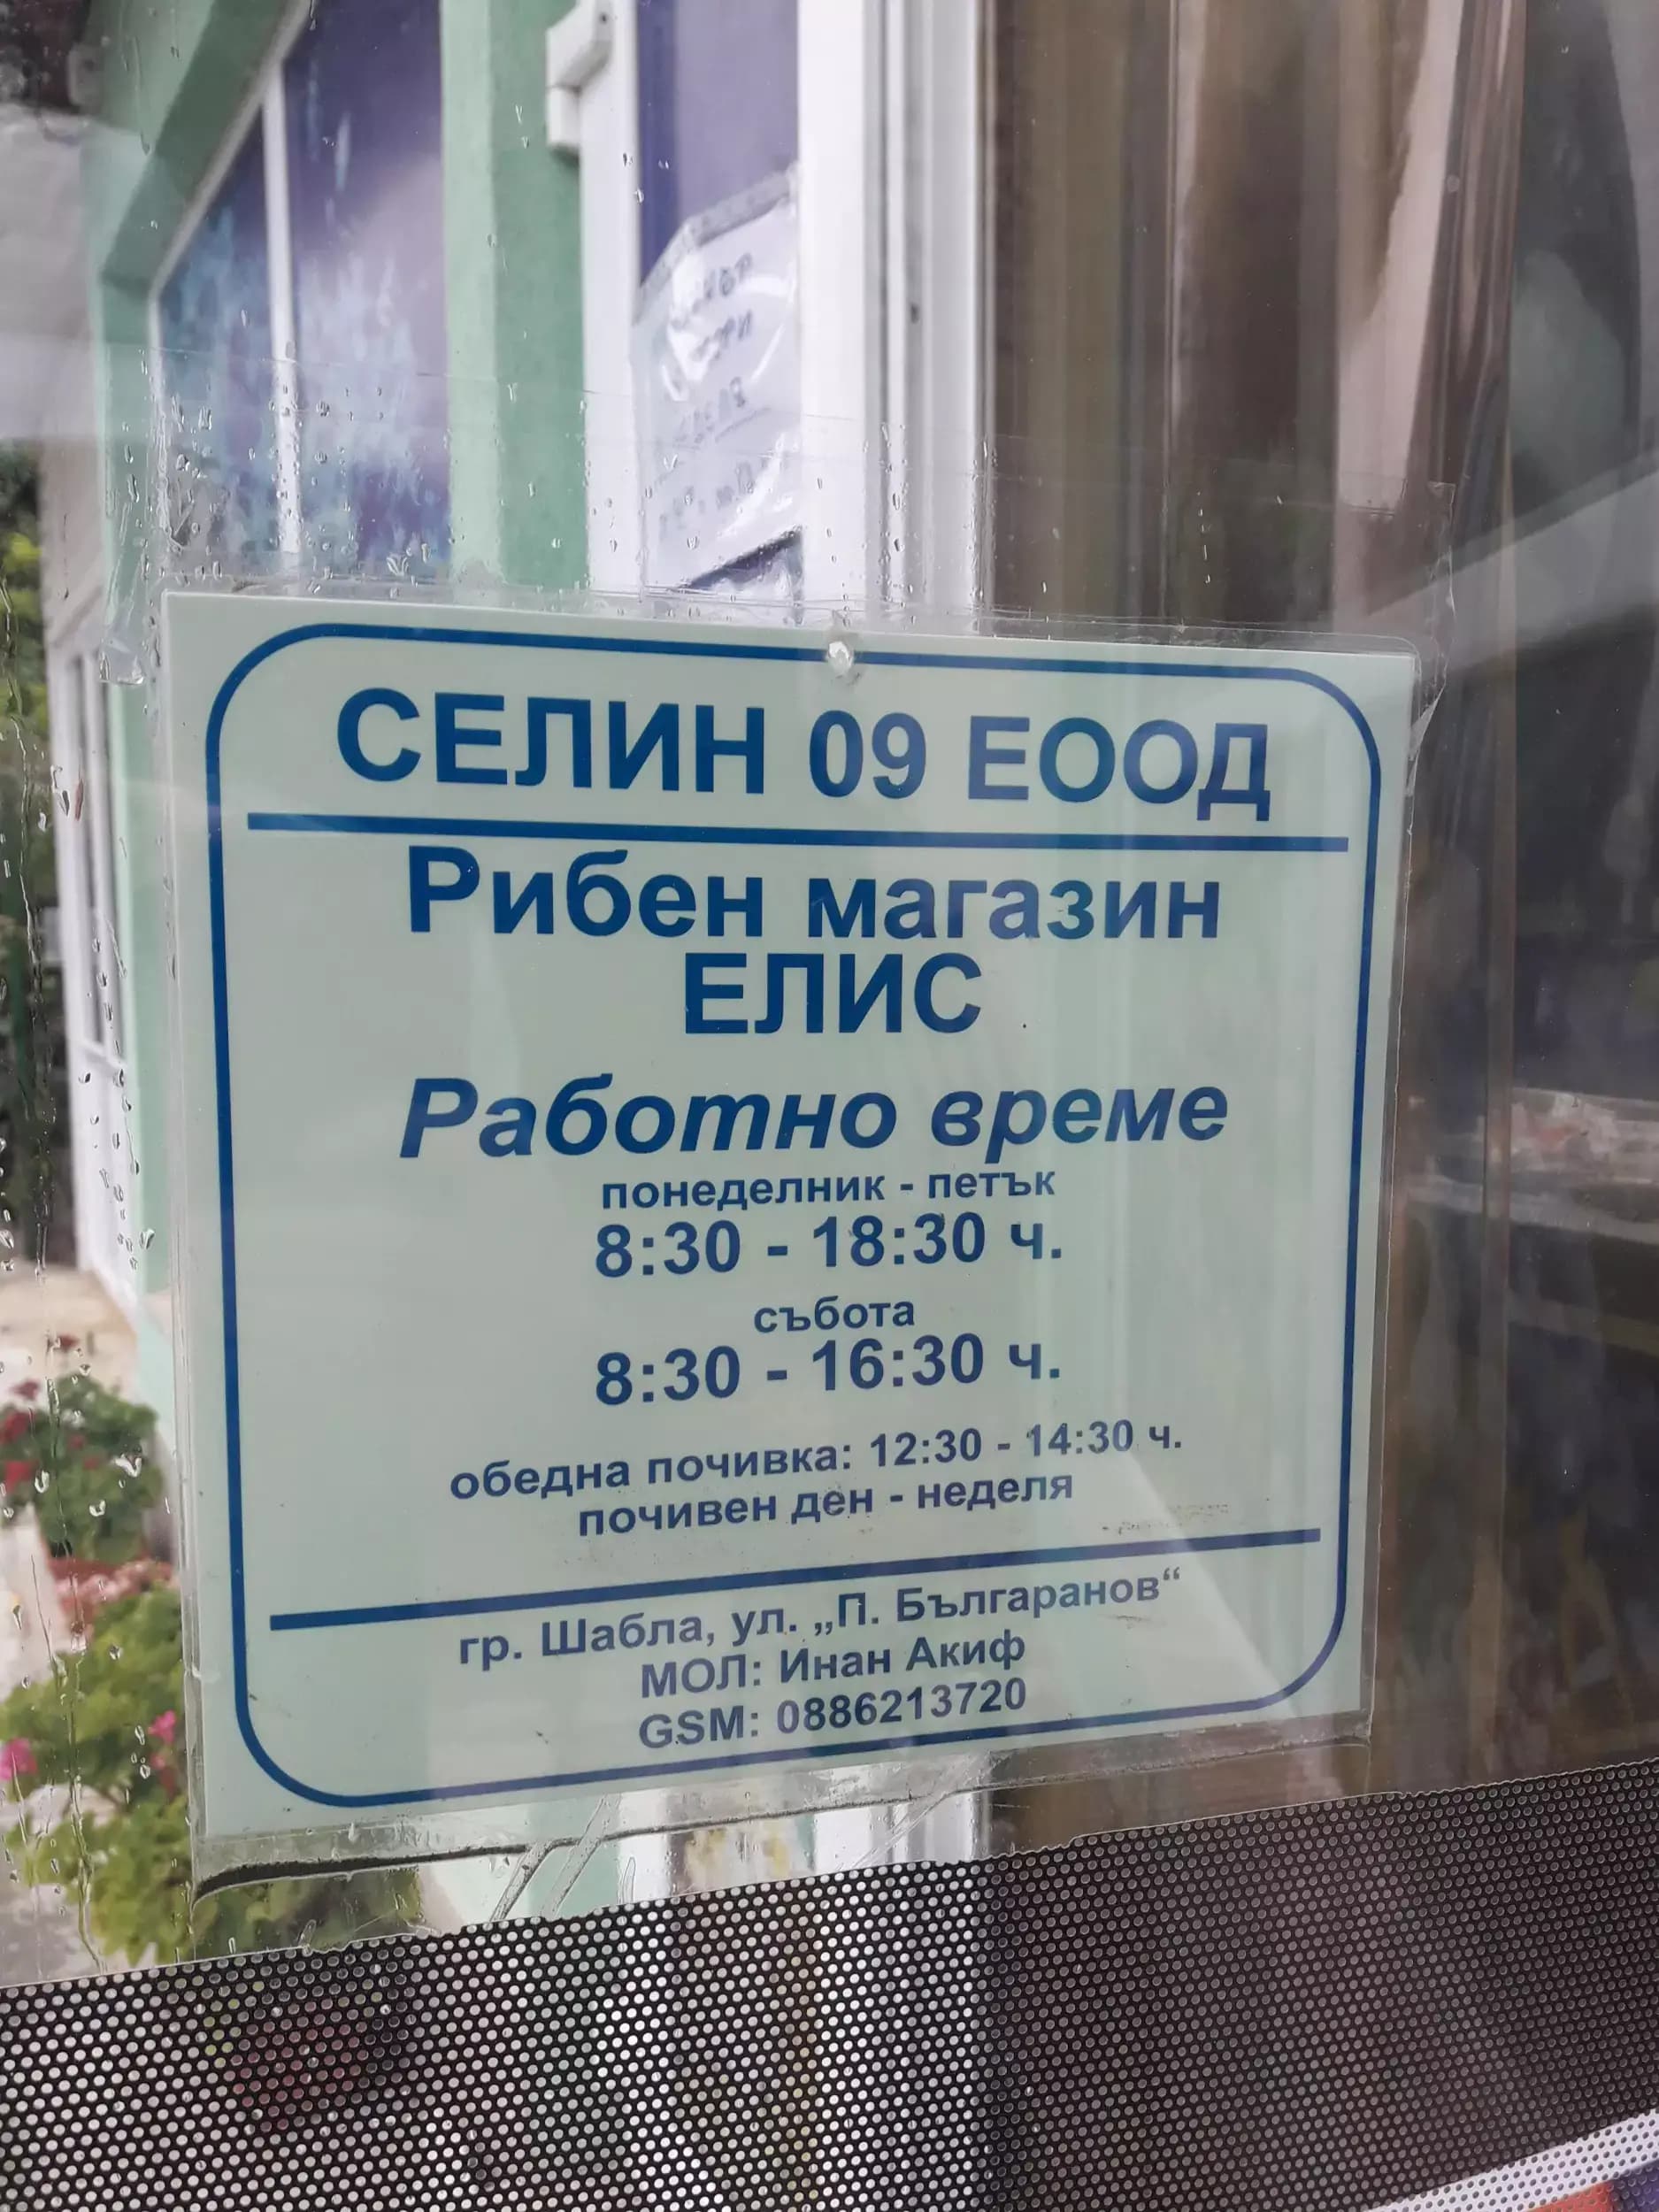 СЕЛИН 09 ЕООД
Рибен магазин
ЕЛИС
Работно време
понеделник - петък
8:30 - 18:30 ч.
събота
8:30 - 16:30 ч.
обедна почивка: 12:30 - 14:30 ч.
почивен ден - неделя
гр. Шабла, ул. „П. Българанов“
МОЛ: Инан Акиф
GSM: 0886213720